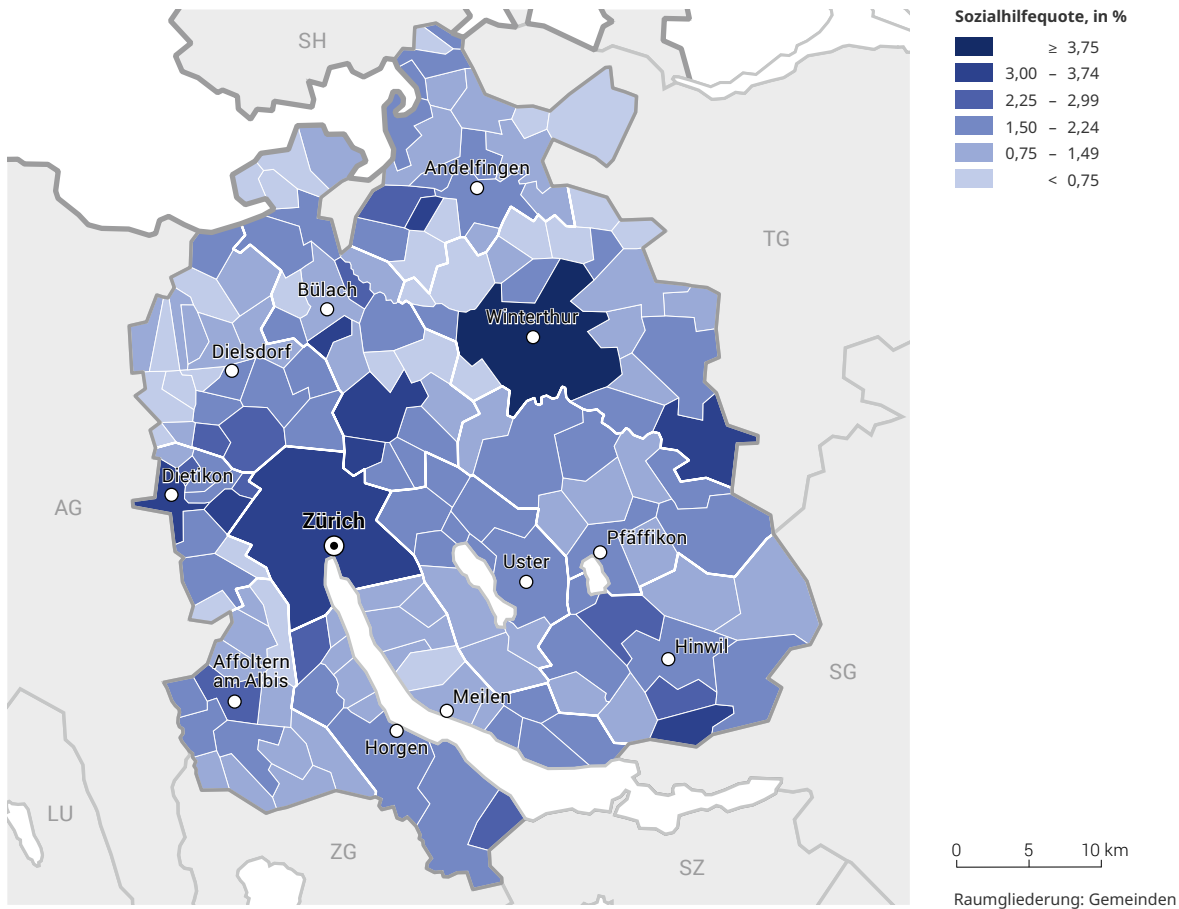 Sozialhilfequote, in %
≥ 3,75
3,00 – 3,74
2,25 – 2,99
1,50 – 2,24
0,75 – 1,49
< 0,75
SH
Andelfingen
TG
Bülach
Winterthur
Dielsdorf
Dietikon
AG
Zürich
Pfäffikon
Uster
Hinwil
Affoltern
am Albis
SG
Meilen
Horgen
LU
ZG
SZ
0 5 10 km
Raumgliederung: Gemeinden